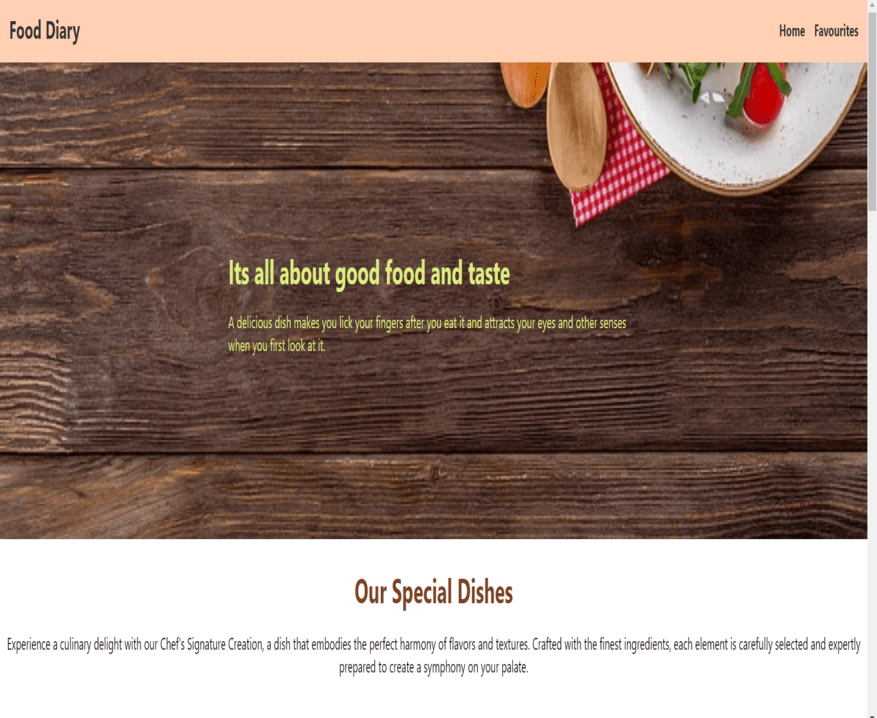 Food Diary
Home Favourites
Its all about good food and taste
A delicious dish makes you lick your fingers after you eat it and attracts your eyes and other senses
when you first look at it.
Our Special Dishes
Experience a culinary delight with our Chef's Signature Creation, a dish that embodies the perfect harmony of flavors and textures. Crafted with the finest ingredients, each element is carefully selected and expertly
prepared to create a symphony on your palate.